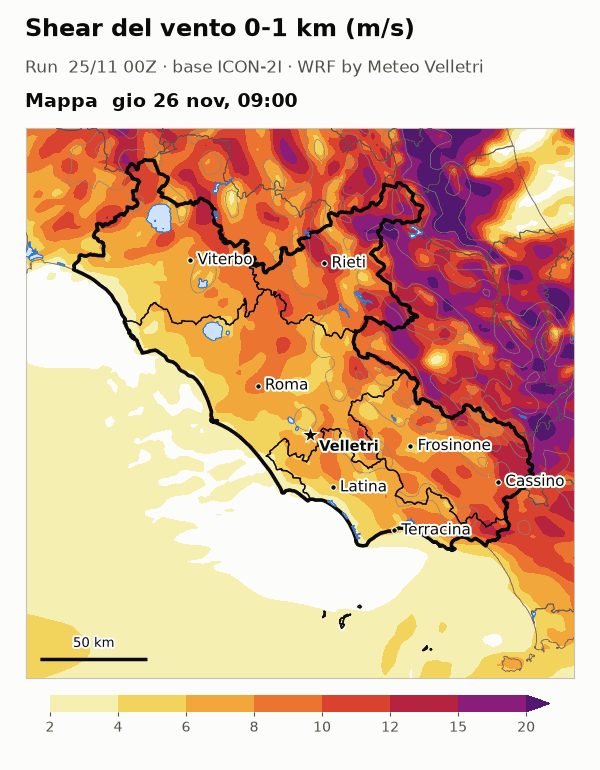 Shear del vento 0-1 km (m/s)
Run  25/11 00Z · base ICON-2I · WRF by Meteo Velletri
Mappa  gio 26 nov, 09:00
Viterbo
Rieti
Roma
Velletri
Frosinone
Cassino
Latina
Terracina
50 km
2 4 6 8 10 12 15 20